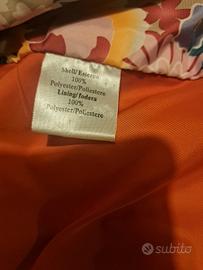 Shell/Esterno
100%
Polyester/Poliestere
Lining/fodera
100%
Polyester/Poliestere
subito